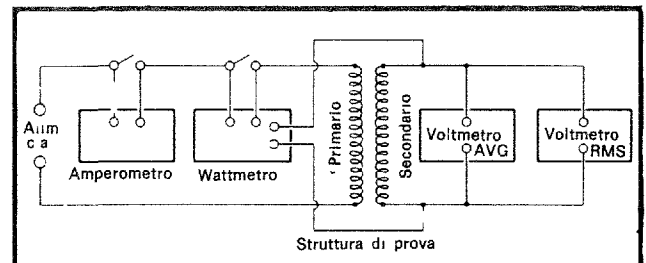 Alim
c a
Amperometro
Wattmetro
Primario
Secondario
Voltmetro
AVG
Voltmetro
RMS
Struttura di prova